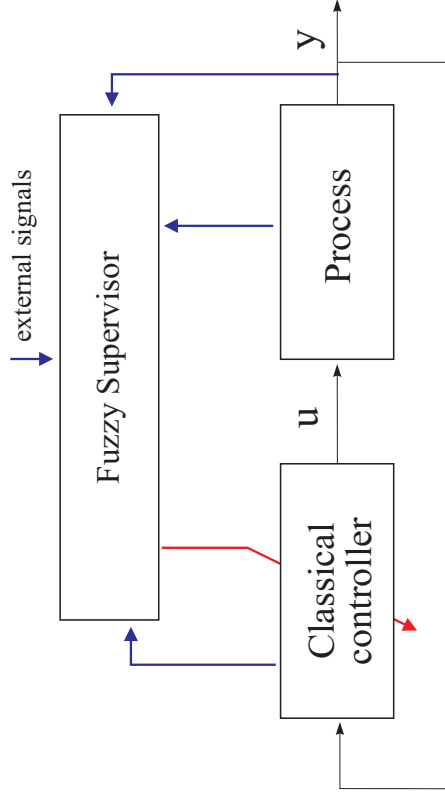 external signals
Fuzzy Supervisor
Classical
controller
u
Process
y